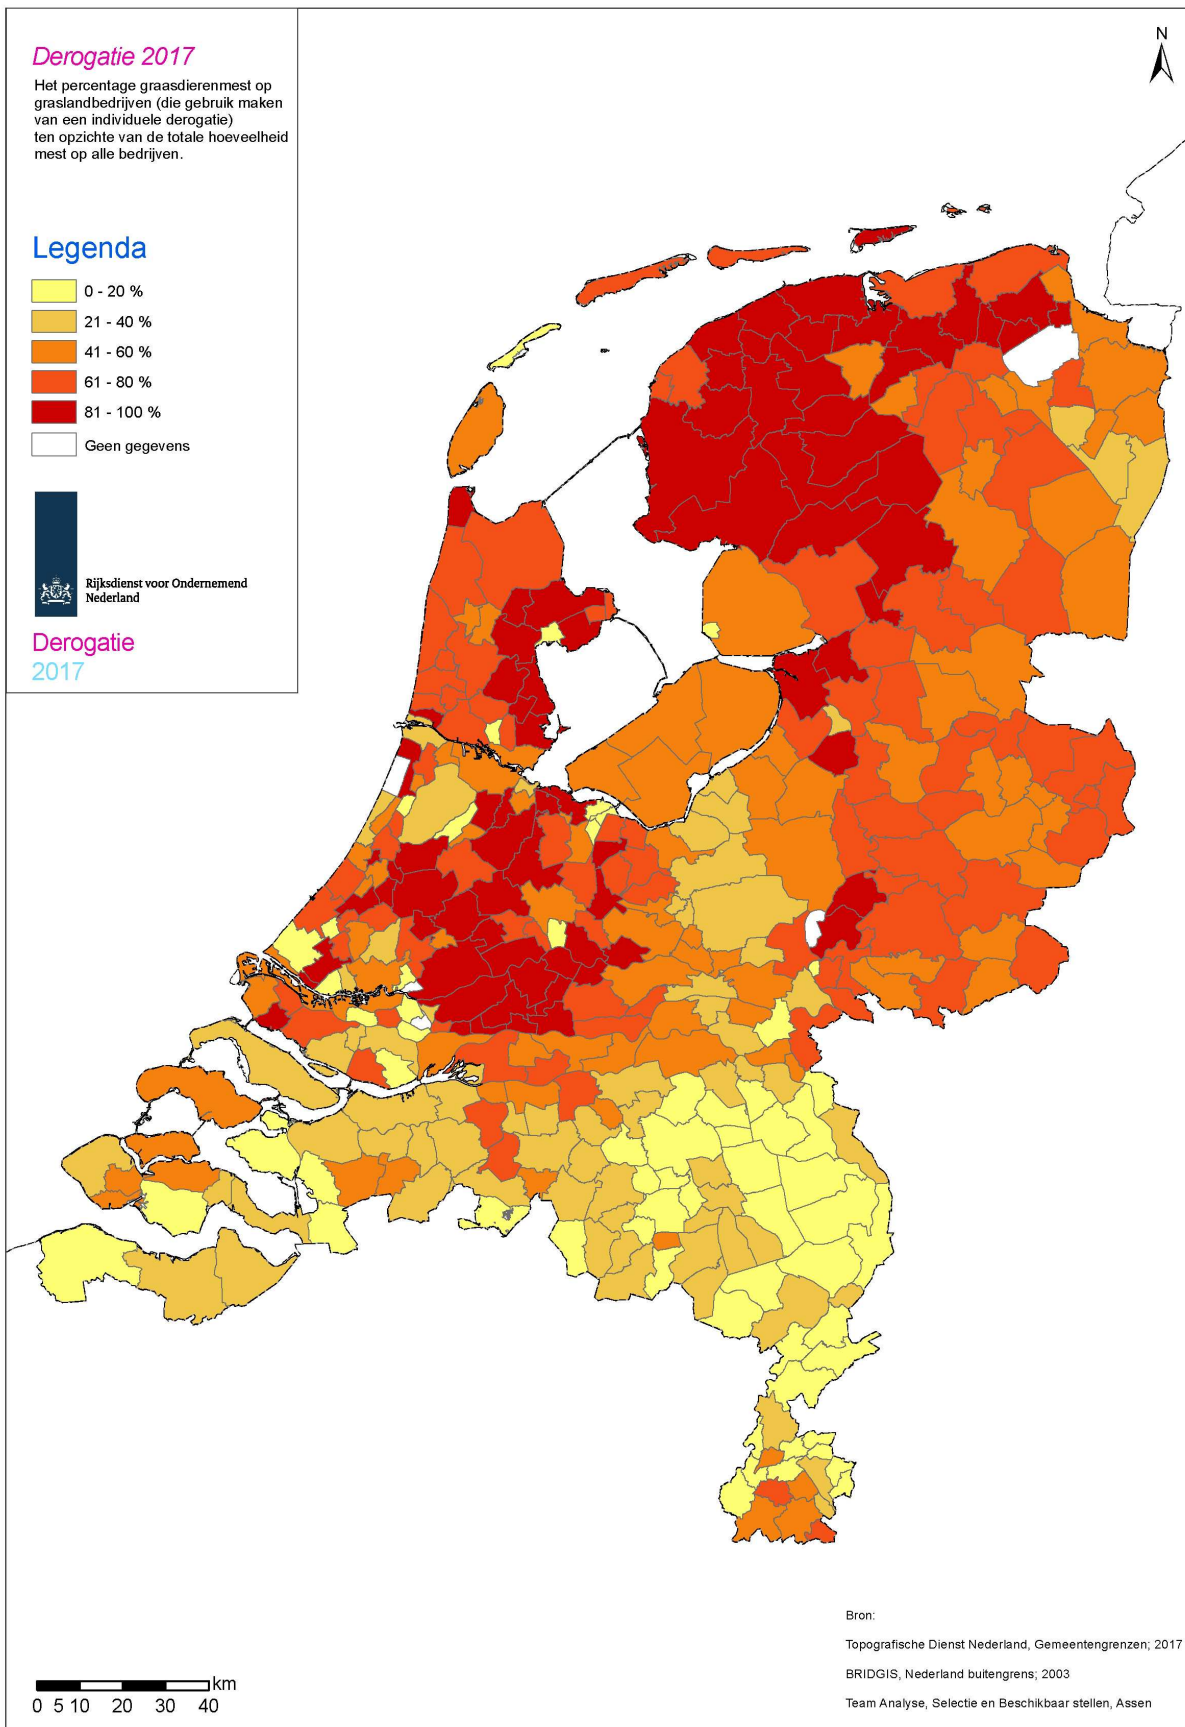 Derogatie 2017
Het percentage graasdierenmest op
graslandbedrijven (die gebruik maken
van een individuele derogatie)
ten opzichte van de totale hoeveelheid
mest op alle bedrijven.
N
Legenda
0 - 20 %
21 - 40 %
41 - 60 %
61 - 80 %
81 - 100 %
Geen gegevens
Rijksdienst voor Ondernemend
Nederland
Derogatie
2017
Bron:
Topografische Dienst Nederland, Gemeentengrenzen; 2017
BRIDGIS, Nederland buitengrens; 2003
Team Analyse, Selectie en Beschikbaar stellen, Assen
km
0 5 10 20 30 40